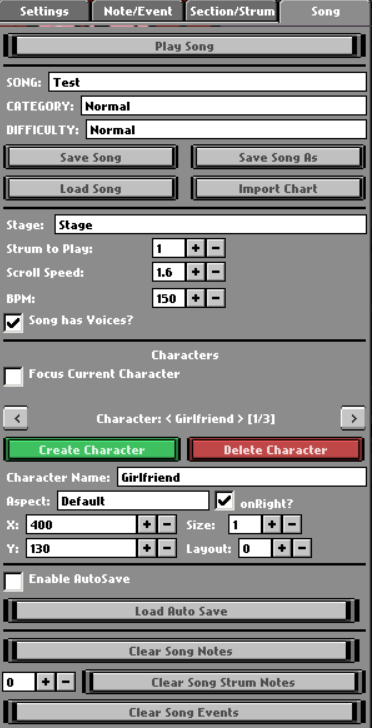 Settings Note/Event Section/Strum Song
Play Song
SONG: Test
CATEGORY: Normal
DIFFICULTY: Normal
Save Song Save Song As
Load Song Import Chart
Stage: Stage
Strum to Play: 1 + -
Scroll Speed: 1.6 + -
BPM: 150 + -
Song has Voices?
Characters
Focus Current Character
< Character: < Girlfriend > [1/3] >
Create Character Delete Character
Character Name: Girlfriend
Aspect: Default onRight?
X: 400 + - Size: 1 + -
Y: 130 + - Layout: 0 + -
Enable AutoSave
Load Auto Save
Clear Song Notes
0 + - Clear Song Strum Notes
Clear Song Events